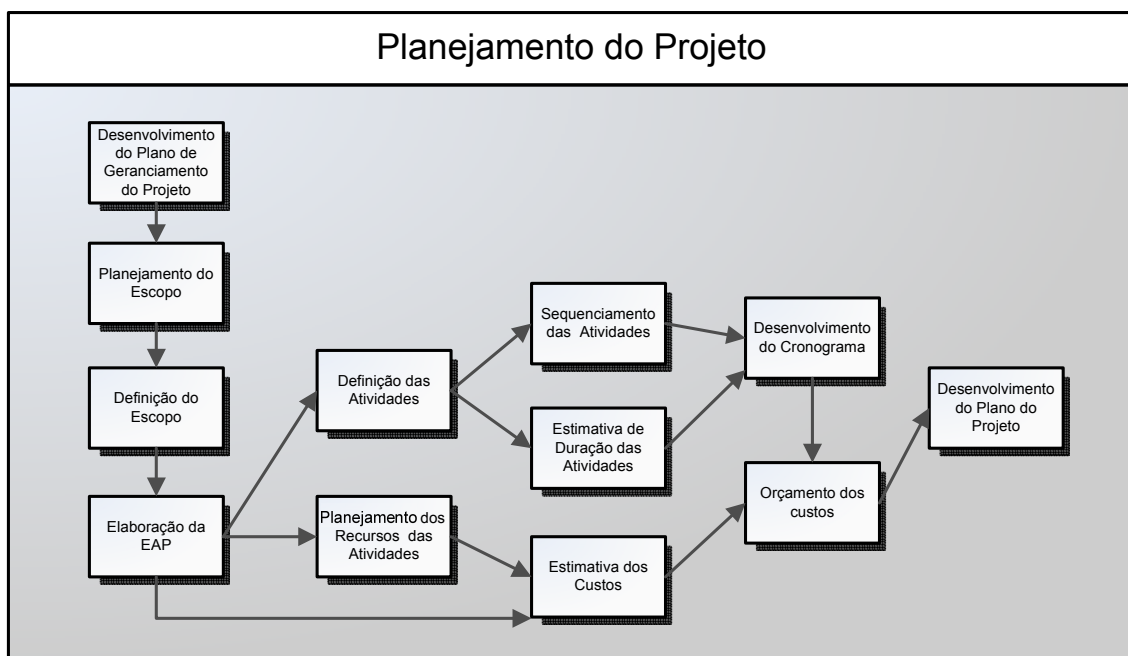 Planejamento do Projeto
Desenvolvimento
do Plano de
Geranciamento
do Projeto
Planejamento do
Escopo
Definição do
Escopo
Elaboração da
EAP
Definição das
Atividades
Planejamento dos
Recursos das
Atividades
Sequenciamento
das Atividades
Estimativa de
Duração das
Atividades
Estimativa dos
Custos
Desenvolvimento
do Cronograma
Orçamento dos
custos
Desenvolvimento
do Plano do
Projeto